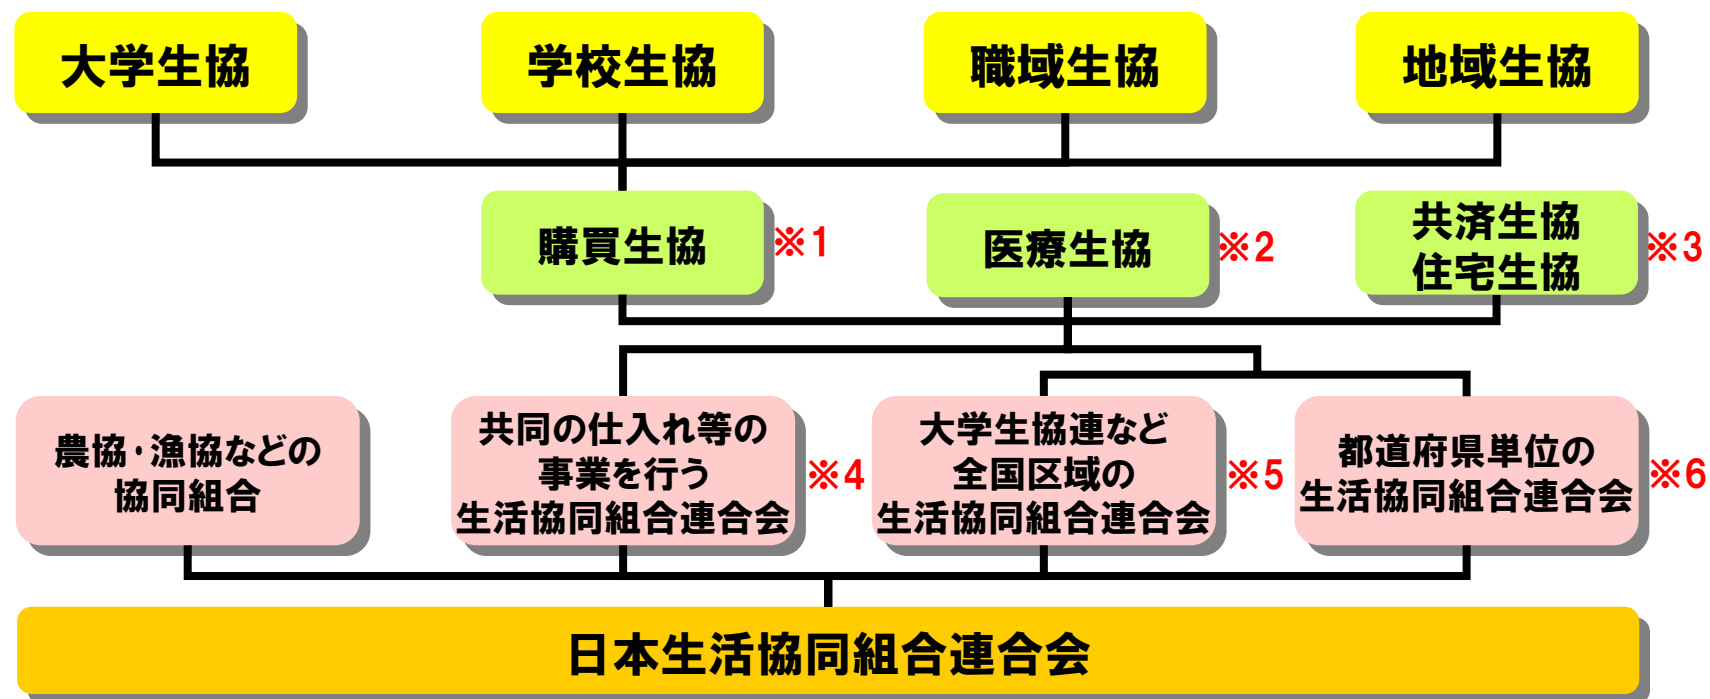 大学生協
学校生協
職域生協
地域生協
購買生協
※1
医療生協
※2
共済生協
住宅生協
※3
農協・漁協などの
協同組合
共同の仕入れ等の
事業を行う
生活協同組合連合会
※4
大学生協連など
全国区域の
生活協同組合連合会
※5
都道府県単位の
生活協同組合連合会
※6
日本生活協同組合連合会